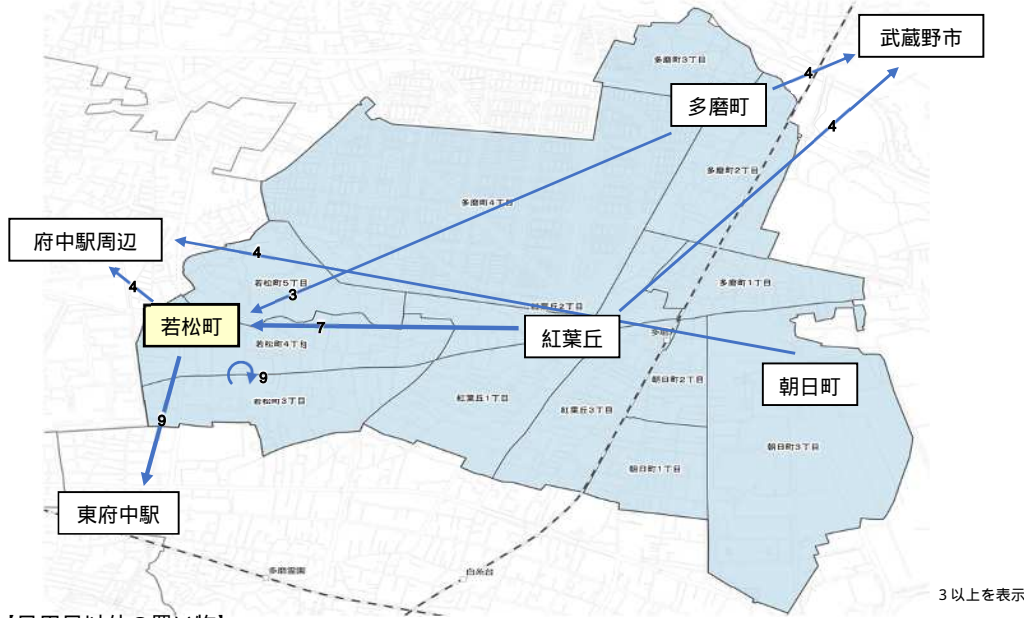 武蔵野市
多磨町3丁目
4
多磨町
4
多磨町2丁目
多磨町4丁目
府中駅周辺
4
若松町5丁目
多磨町1丁目
4
3
紅葉丘2丁目
若松町
7
紅葉丘
若松町4丁目
朝日町2丁目
朝日町
9
若松町3丁目
紅葉丘1丁目
紅葉丘3丁目
9
朝日町3丁目
朝日町1丁目
東府中駅
多磨霊園
白糸台
3以上を表示